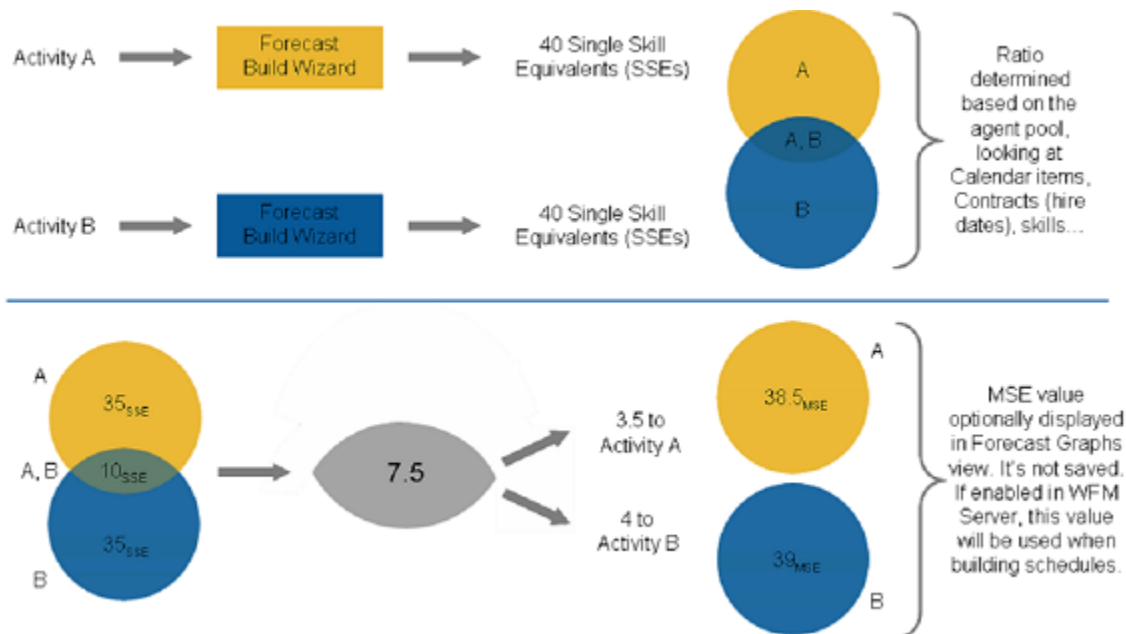 Activity A
Forecast
Build Wizard
40 Single Skill
Equivalents (SSEs)
A
A, B
B
Ratio
determined
based on the
agent pool,
looking at
Calendar items,
Contracts (hire
dates), skills...
Activity B
Forecast
Build Wizard
40 Single Skill
Equivalents (SSEs)
A
35SSE
A, B
10SSE
35SSE
B
7.5
3.5 to
Activity A
4 to
Activity B
A
38.5MSE
39MSE
B
MSE value
optionally displayed
in Forecast Graphs
view. It's not saved.
If enabled in WFM
Server, this value
will be used when
building schedules.